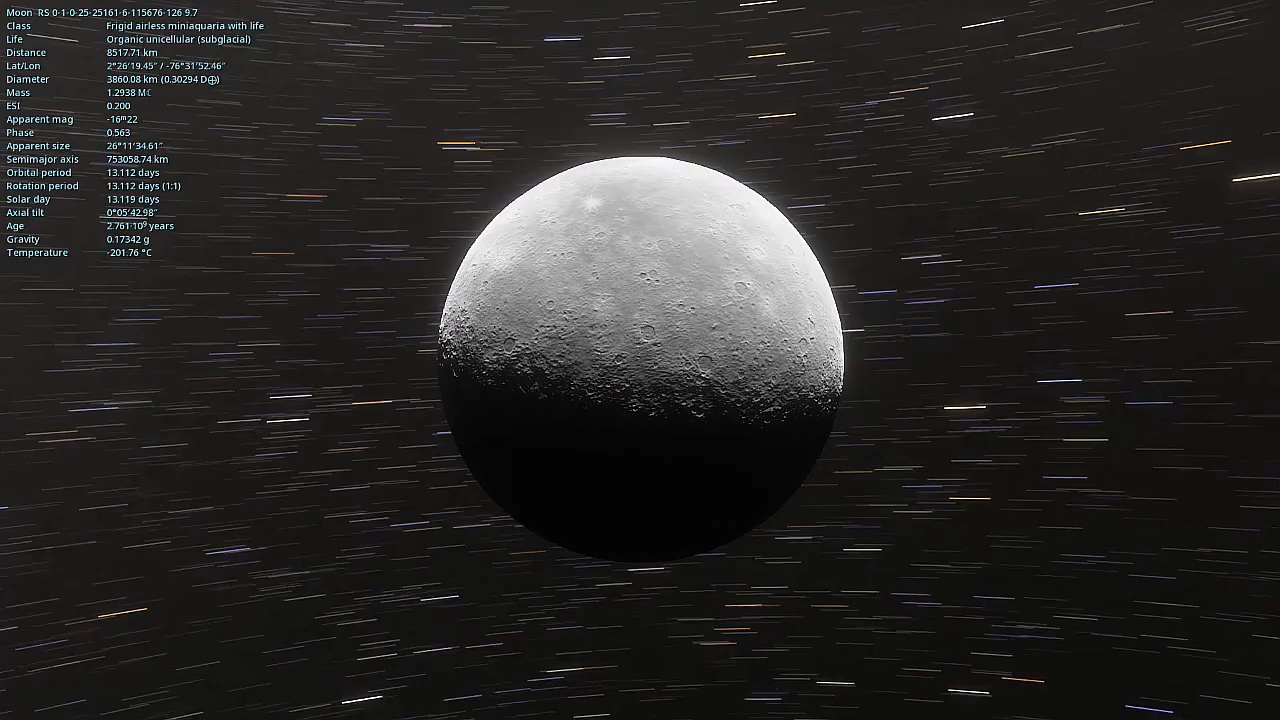 Moon RS 0-1-0-25-25161-6-115676-126 9.7
Class Frigid airless miniaquaria with life
Life Organic unicellular (subglacial)
Distance 8517.71 km
Lat/Lon 2°26'19.45" / -76°31'52.46"
Diameter 3860.08 km (0.30294 D⊕)
Mass 1.2938 M☾
ESI 0.200
Apparent mag -16ᵐ22
Phase 0.563
Apparent size 26°11'34.61"
Semimajor axis 753058.74 km
Orbital period 13.112 days
Rotation period 13.112 days (1:1)
Solar day 13.119 days
Axial tilt 0°05'42.98"
Age 2.761·10⁹ years
Gravity 0.17342 g
Temperature -201.76 °C